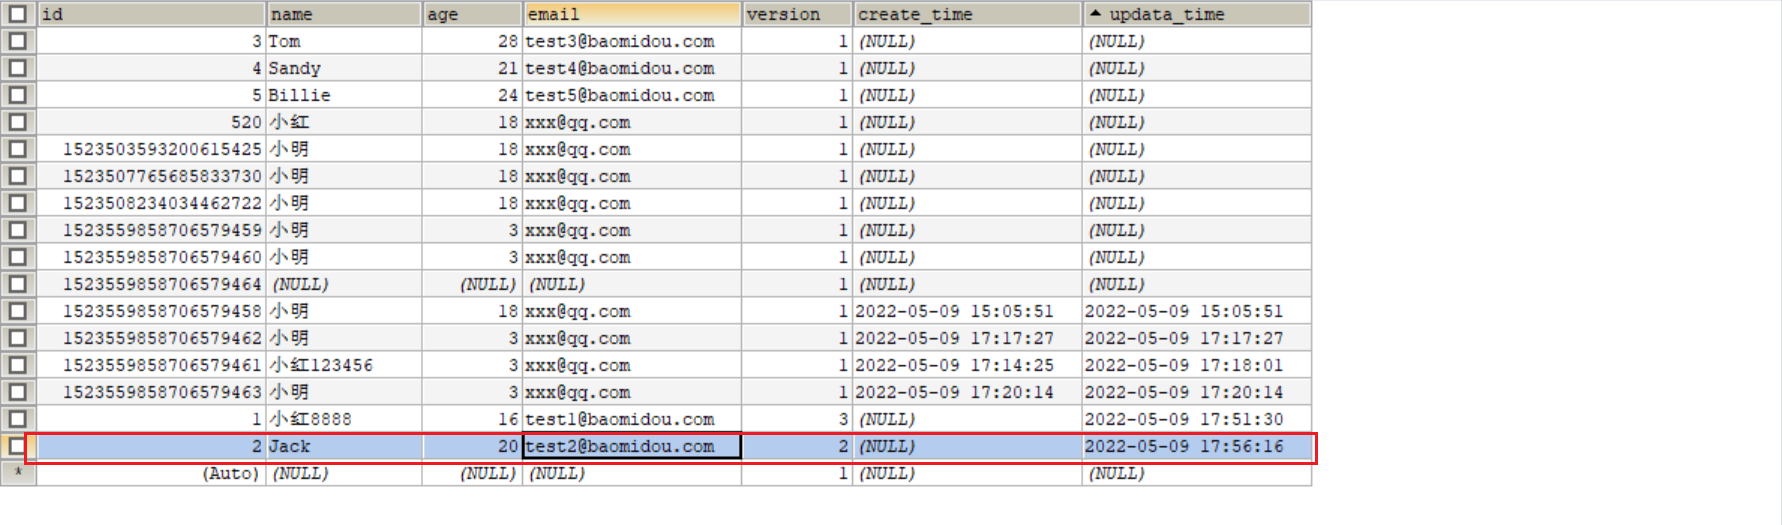 id name age email version create_time updata_time
3 Tom 28 test3@baomidou.com 1 (NULL) (NULL)
4 Sandy 21 test4@baomidou.com 1 (NULL) (NULL)
5 Billie 24 test5@baomidou.com 1 (NULL) (NULL)
520 小红 18 xxx@qq.com 1 (NULL) (NULL)
1523503593200615425 小明 18 xxx@qq.com 1 (NULL) (NULL)
1523507765685833730 小明 18 xxx@qq.com 1 (NULL) (NULL)
1523508234034462722 小明 18 xxx@qq.com 1 (NULL) (NULL)
1523559858706579459 小明 3 xxx@qq.com 1 (NULL) (NULL)
1523559858706579460 小明 3 xxx@qq.com 1 (NULL) (NULL)
1523559858706579464 (NULL) (NULL) (NULL) 1 (NULL) (NULL)
1523559858706579458 小明 18 xxx@qq.com 1 2022-05-09 15:05:51 2022-05-09 15:05:51
1523559858706579462 小明 3 xxx@qq.com 1 2022-05-09 17:17:27 2022-05-09 17:17:27
1523559858706579461 小红123456 3 xxx@qq.com 1 2022-05-09 17:14:25 2022-05-09 17:18:01
1523559858706579463 小明 3 xxx@qq.com 1 2022-05-09 17:20:14 2022-05-09 17:20:14
1 小红8888 16 test1@baomidou.com 3 (NULL) 2022-05-09 17:51:30
2 Jack 20 test2@baomidou.com 2 (NULL) 2022-05-09 17:56:16
* (Auto) (NULL) (NULL) (NULL) 1 (NULL) (NULL)